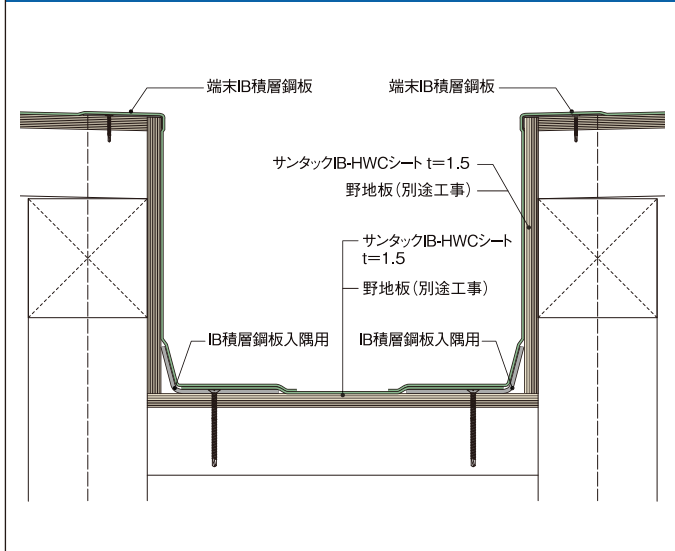 端末IB積層鋼板
端末IB積層鋼板
サンタックIB-HWCシート t=1.5
野地板(別途工事)
サンタックIB-HWCシート
t=1.5
野地板(別途工事)
IB積層鋼板入隅用
IB積層鋼板入隅用